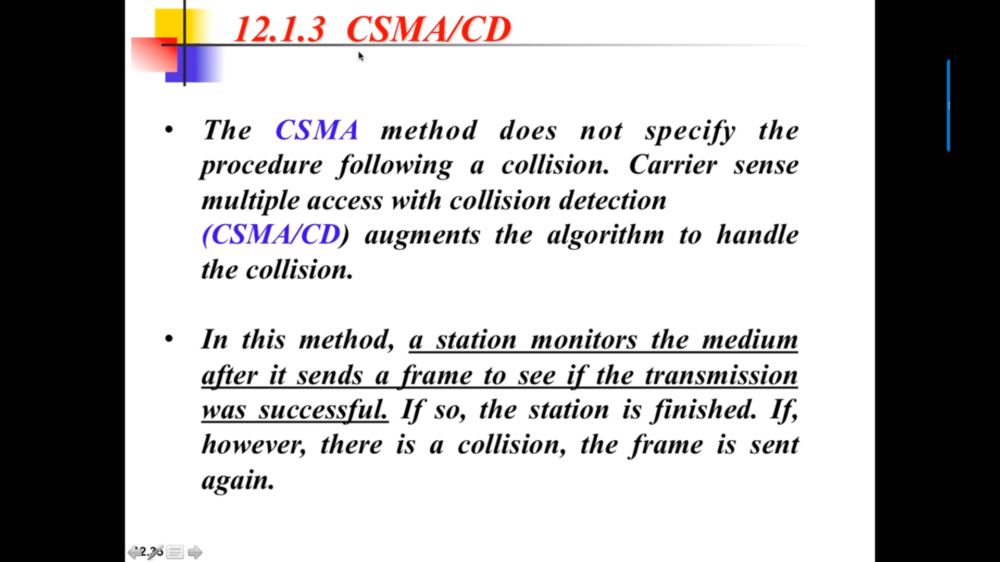 12.1.3 CSMA/CD
• The CSMA method does not specify the
procedure following a collision. Carrier sense
multiple access with collision detection
(CSMA/CD) augments the algorithm to handle
the collision.
• In this method, a station monitors the medium
after it sends a frame to see if the transmission
was successful. If so, the station is finished. If,
however, there is a collision, the frame is sent
again.